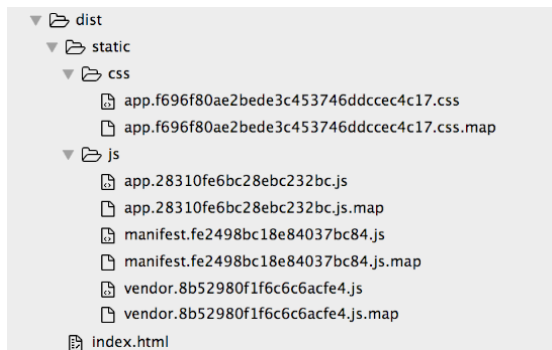 dist
static
css
app.f696f80ae2bede3c453746ddccec4c17.css
app.f696f80ae2bede3c453746ddccec4c17.css.map
js
app.28310fe6bc28ebc232bc.js
app.28310fe6bc28ebc232bc.js.map
manifest.fe2498bc18e84037bc84.js
manifest.fe2498bc18e84037bc84.js.map
vendor.8b52980f1f6c6c6acfe4.js
vendor.8b52980f1f6c6c6acfe4.js.map
index.html